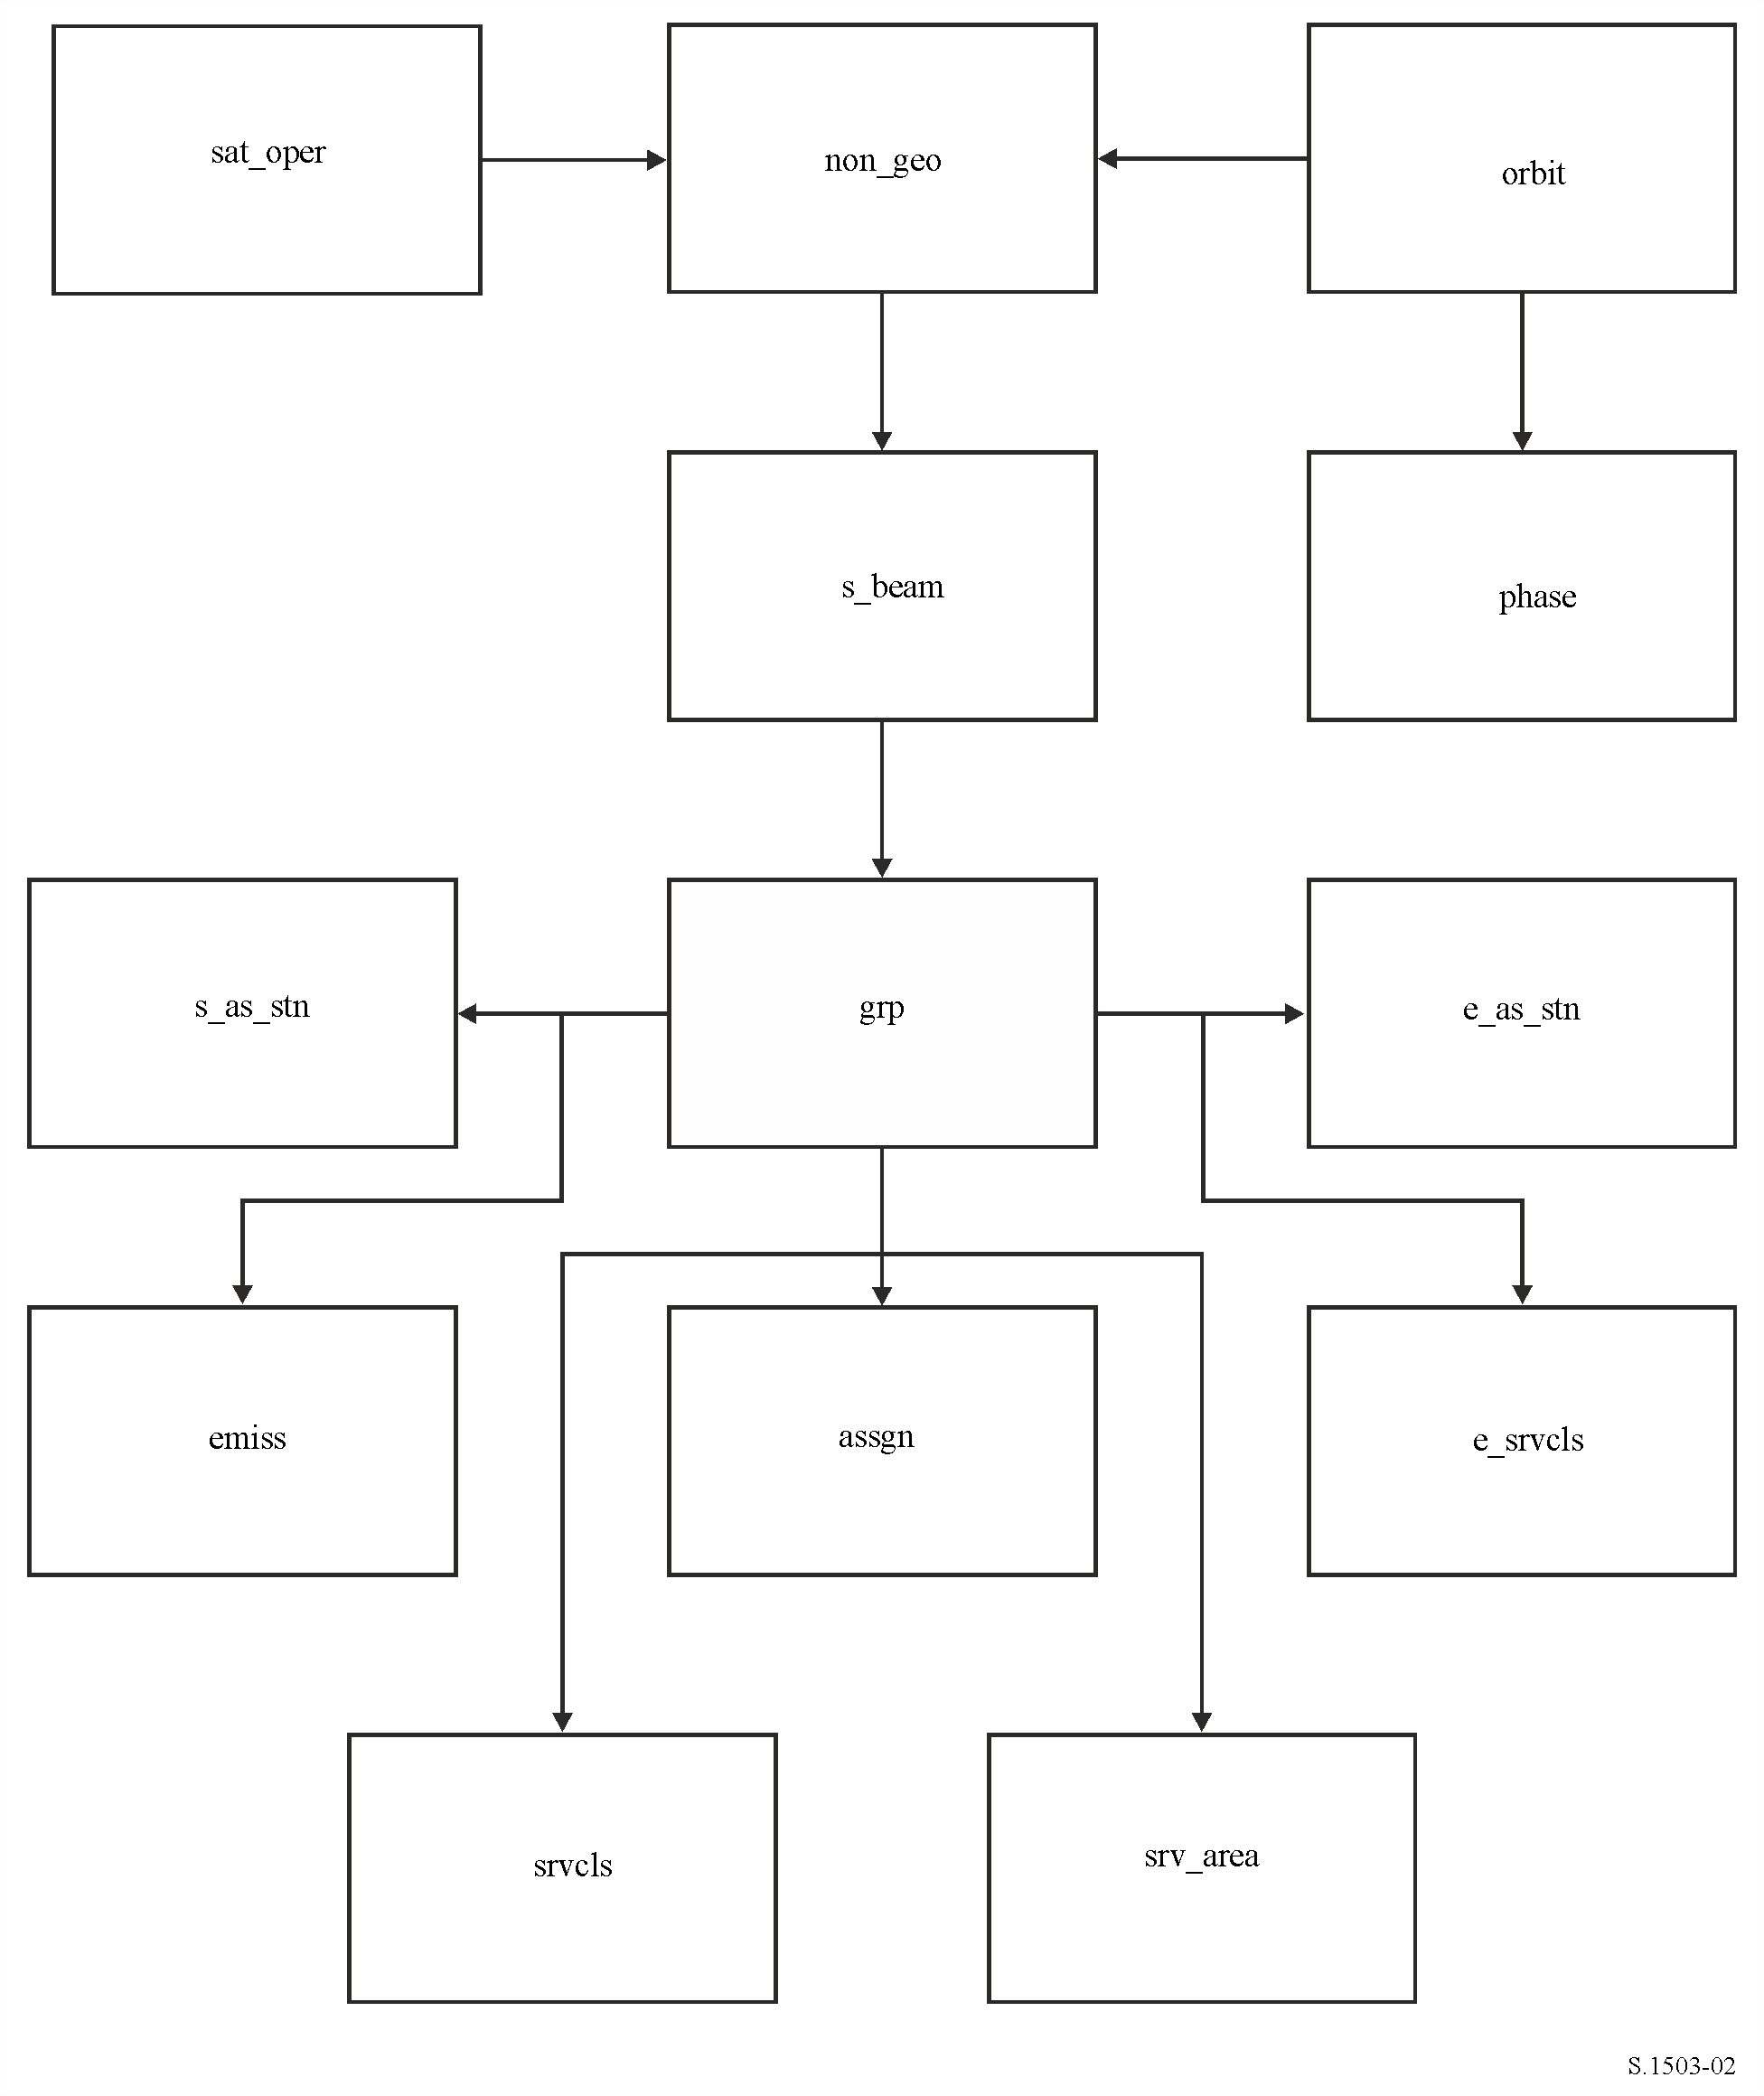 sat_oper
non_geo
orbit
s_beam
phase
s_as_stn
grp
e_as_stn
emiss
assgn
e_srvcls
srvcls
srv_area
S.1503-02